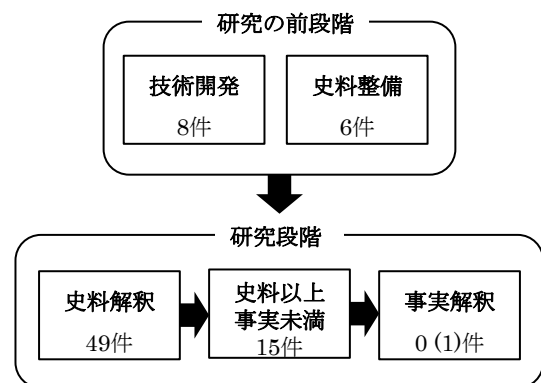 研究の前段階
技術開発
8件
史料整備
6件
研究段階
史料解釈
49件
史料以上
事実未満
15件
事実解釈
0 (1)件